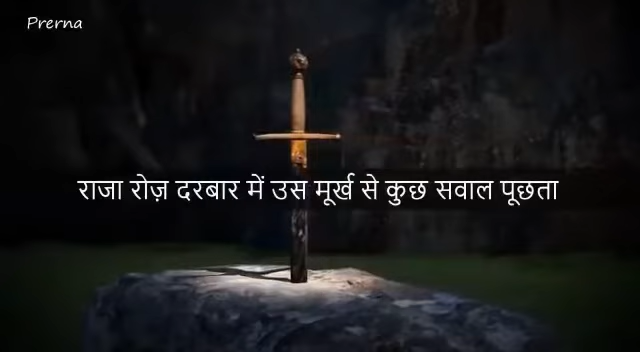 Prerna
राजा रोज़ दरबार में उस मूर्ख से कुछ सवाल पूछता